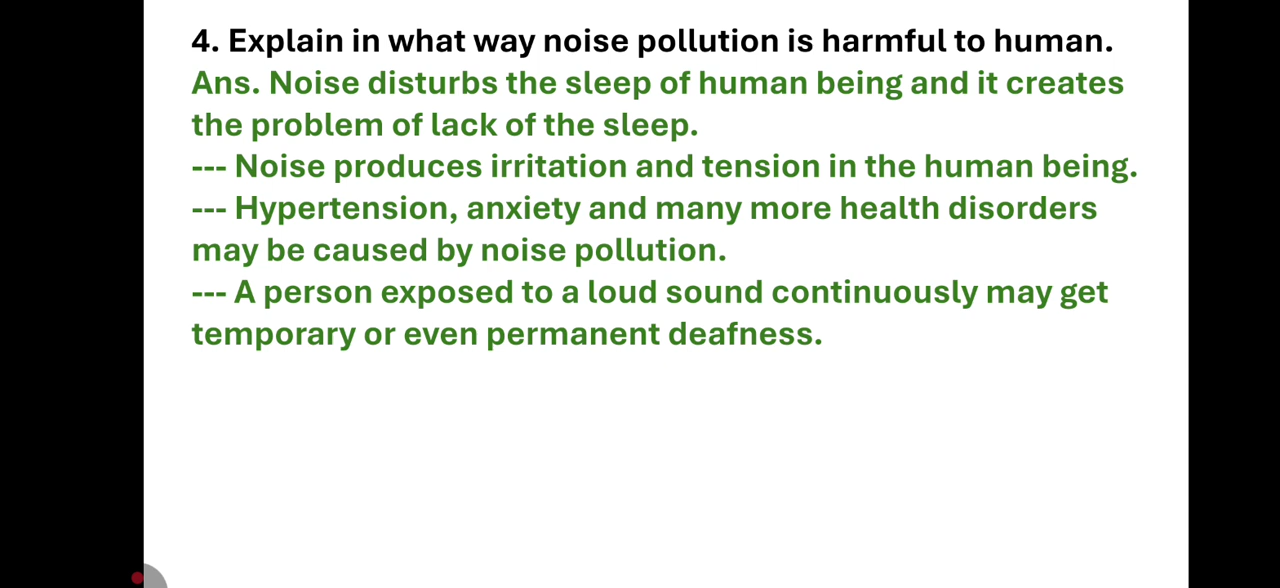 4. Explain in what way noise pollution is harmful to human.
Ans. Noise disturbs the sleep of human being and it creates
the problem of lack of the sleep.
--- Noise produces irritation and tension in the human being.
--- Hypertension, anxiety and many more health disorders
may be caused by noise pollution.
--- A person exposed to a loud sound continuously may get
temporary or even permanent deafness.